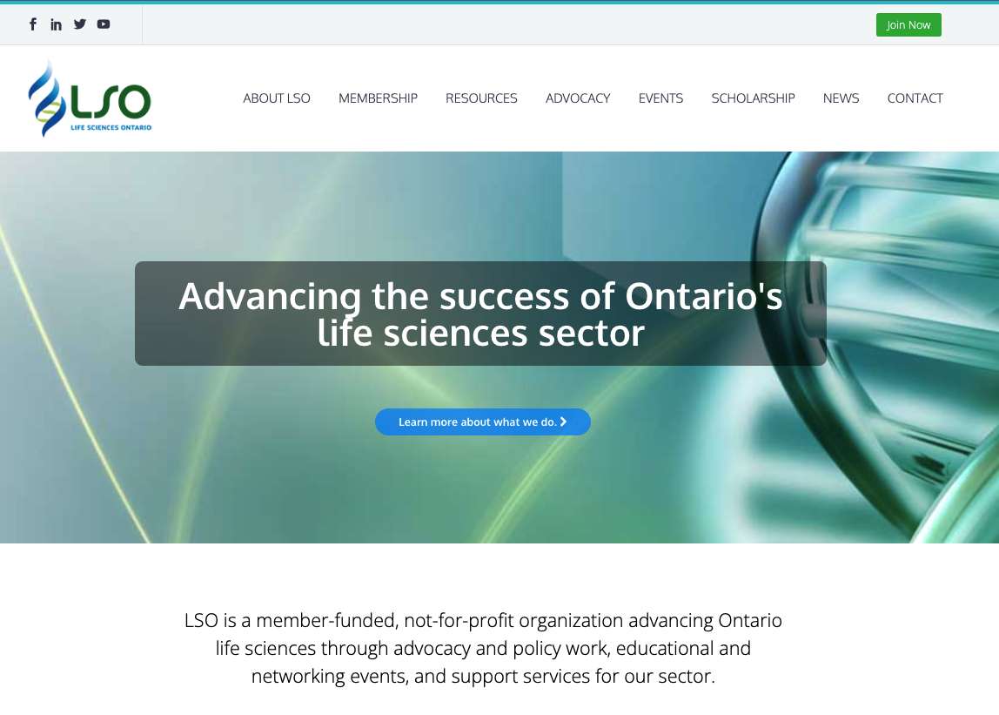 Join Now
LSO
LIFE SCIENCES ONTARIO
ABOUT LSO MEMBERSHIP RESOURCES ADVOCACY EVENTS SCHOLARSHIP NEWS CONTACT
Advancing the success of Ontario's
life sciences sector
Learn more about what we do.
LSO is a member-funded, not-for-profit organization advancing Ontario
life sciences through advocacy and policy work, educational and
networking events, and support services for our sector.